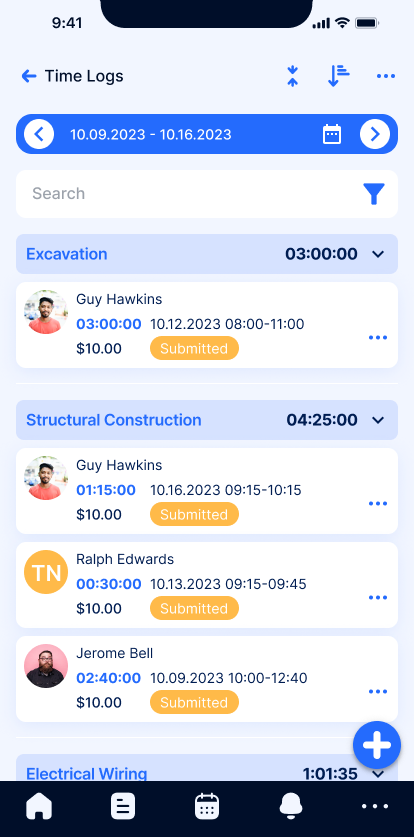 9:41
Time Logs
10.09.2023 - 10.16.2023
Search
Excavation 03:00:00
Guy Hawkins
03:00:00 10.12.2023 08:00-11:00
$10.00 Submitted
Structural Construction 04:25:00
Guy Hawkins
01:15:00 10.16.2023 09:15-10:15
$10.00 Submitted
TN
Ralph Edwards
00:30:00 10.13.2023 09:15-09:45
$10.00 Submitted
Jerome Bell
02:40:00 10.09.2023 10:00-12:40
$10.00 Submitted
Electrical Wiring 1:01:35